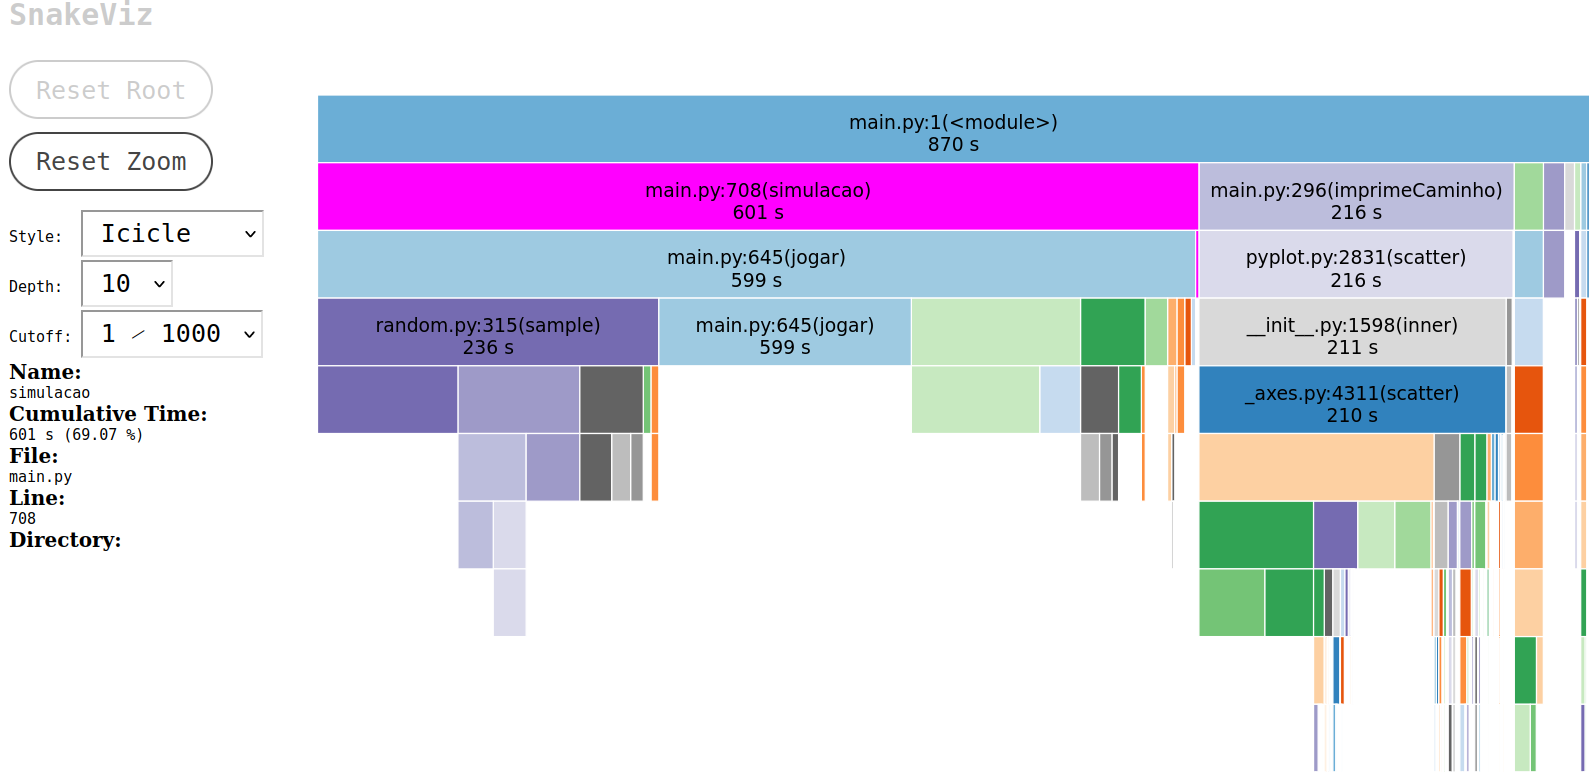 SnakeViz
Reset Root
Reset Zoom
Style: Icicle
Depth: 10
Cutoff: 1 ⁄ 1000
Name:
simulacao
Cumulative Time:
601 s (69.07 %)
File:
main.py
Line:
708
Directory:
main.py:1(<module>)
870 s
main.py:708(simulacao)
601 s
main.py:296(imprimeCaminho)
216 s
main.py:645(jogar)
599 s
pyplot.py:2831(scatter)
216 s
random.py:315(sample)
236 s
main.py:645(jogar)
599 s
__init__.py:1598(inner)
211 s
_axes.py:4311(scatter)
210 s